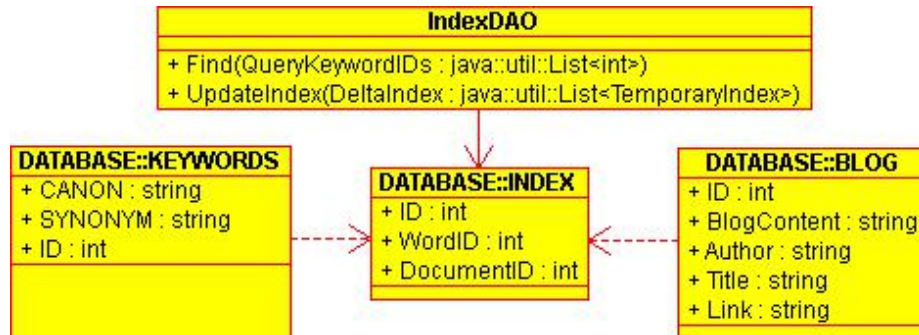 IndexDAO
+ Find(QueryKeywordIDs : java::util::List<int>)
+ UpdateIndex(DeltaIndex : java::util::List<TemporaryIndex>)
DATABASE::KEYWORDS
+ CANON : string
+ SYNONYM : string
+ ID : int
DATABASE::INDEX
+ ID : int
+ WordID : int
+ DocumentID : int
DATABASE::BLOG
+ ID : int
+ BlogContent : string
+ Author : string
+ Title : string
+ Link : string